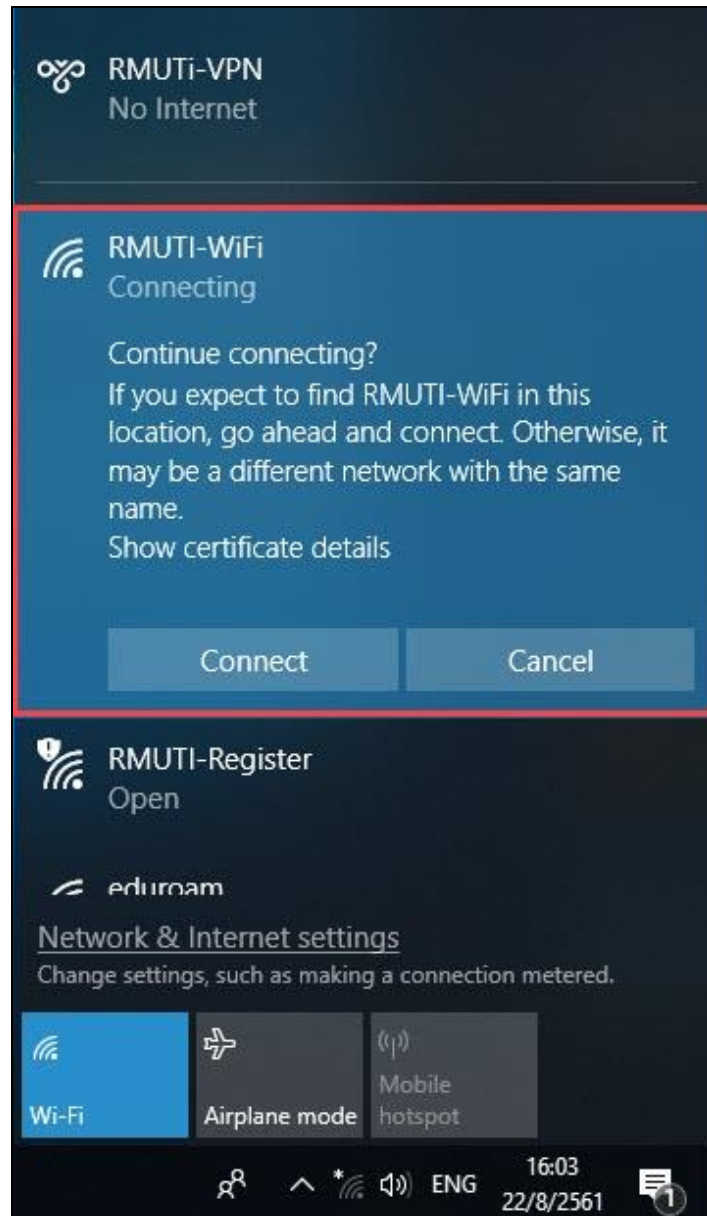 RMUTi-VPN
No Internet
RMUTI-WiFi
Connecting
Continue connecting?
If you expect to find RMUTI-WiFi in this
location, go ahead and connect. Otherwise, it
may be a different network with the same
name.
Show certificate details
Connect Cancel
RMUTI-Register
Open
eduroam
Network & Internet settings
Change settings, such as making a connection metered.
Wi-Fi
Airplane mode
Mobile
hotspot
ENG
16:03
22/8/2561
1